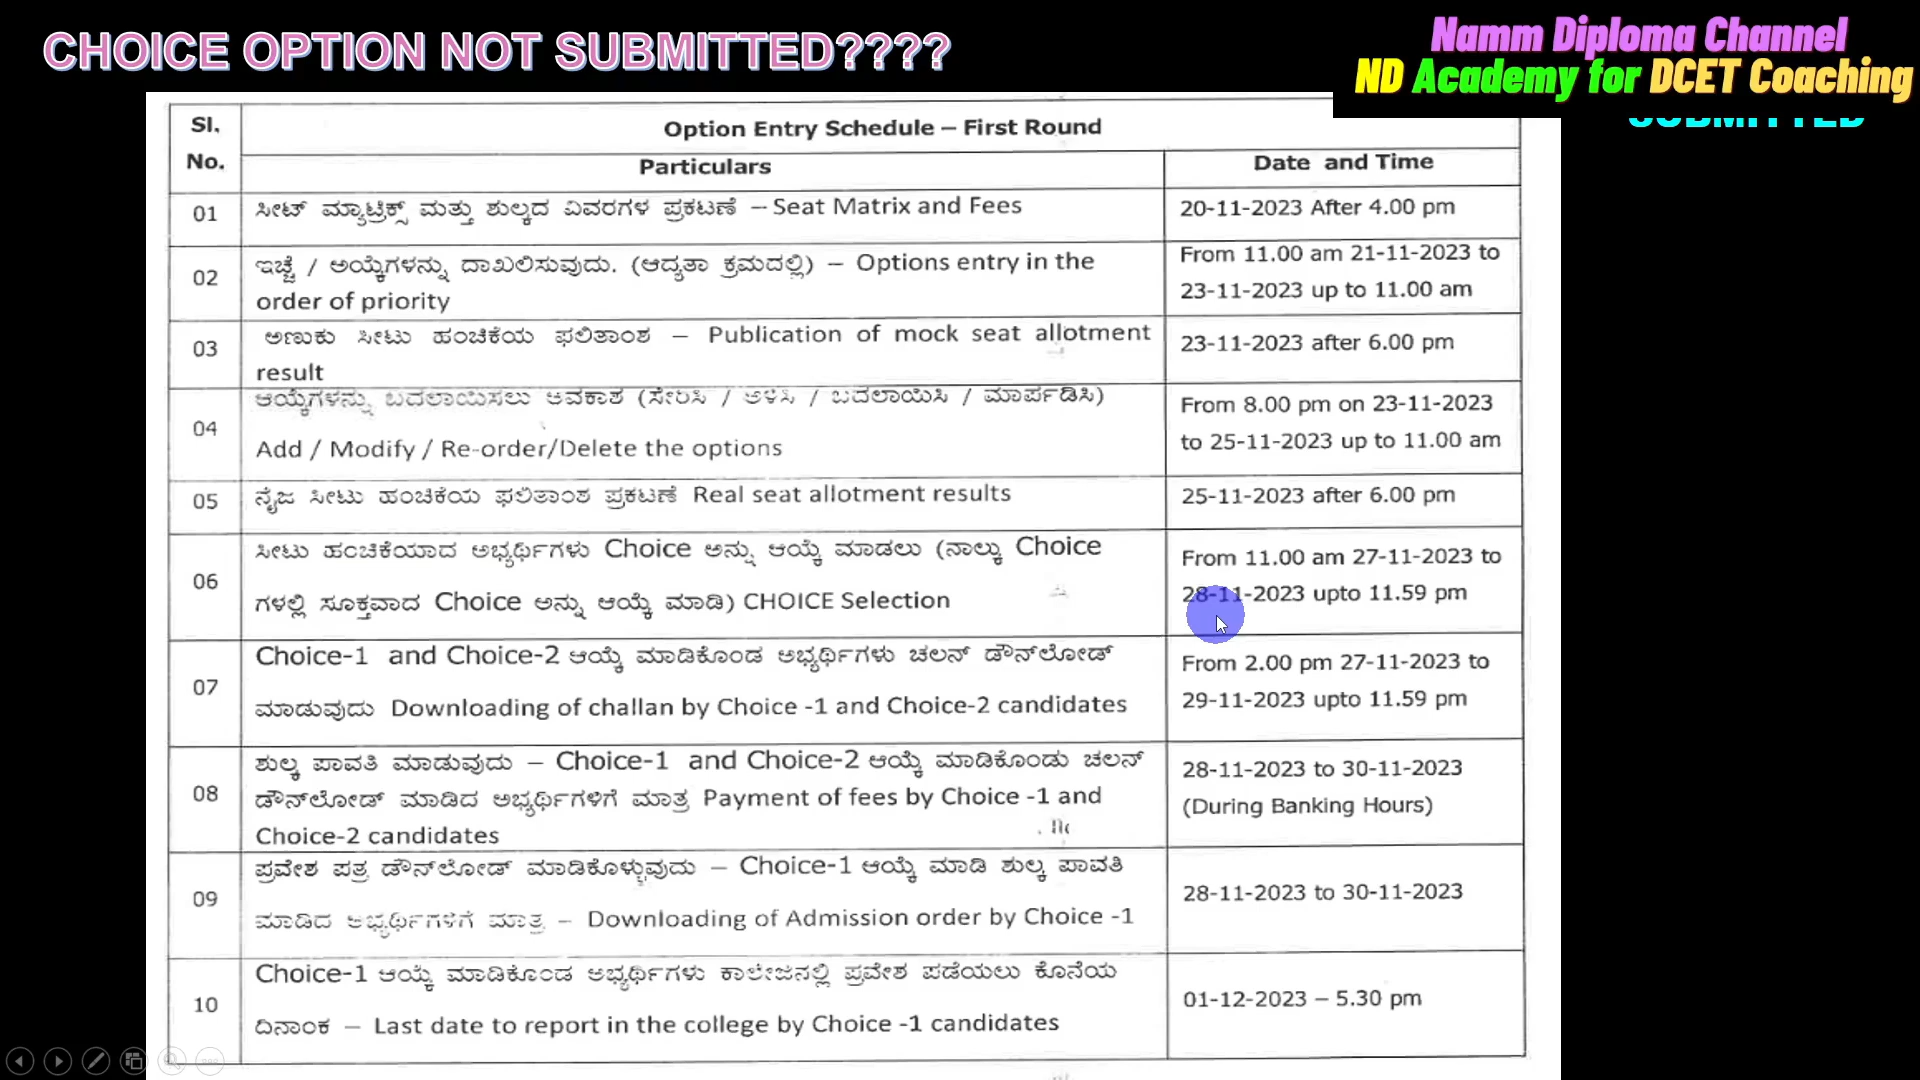 CHOICE OPTION NOT SUBMITTED????
Namm Diploma Channel
ND Academy for DCET Coaching
SUBMITTED
Sl. No.
Option Entry Schedule – First Round
Particulars
Date and Time
01
ಸೀಟ್ ಮ್ಯಾಟ್ರಿಕ್ಸ್ ಮತ್ತು ಶುಲ್ಕದ ವಿವರಗಳ ಪ್ರಕಟಣೆ – Seat Matrix and Fees
20-11-2023 After 4.00 pm
02
ಇಚ್ಛೆ / ಆಯ್ಕೆಗಳನ್ನು ದಾಖಲಿಸುವುದು. (ಆದ್ಯತಾ ಕ್ರಮದಲ್ಲಿ) – Options entry in the
order of priority
From 11.00 am 21-11-2023 to
23-11-2023 up to 11.00 am
03
ಅಣುಕು ಸೀಟು ಹಂಚಿಕೆಯ ಫಲಿತಾಂಶ – Publication of mock seat allotment
result
23-11-2023 after 6.00 pm
04
ಆಯ್ಕೆಗಳನ್ನು ಬದಲಾಯಿಸಲು ಅವಕಾಶ (ಸೇರಿಸಿ / ಅಳಿಸಿ / ಬದಲಾಯಿಸಿ / ಮಾರ್ಪಡಿಸಿ)
Add / Modify / Re-order/Delete the options
From 8.00 pm on 23-11-2023
to 25-11-2023 up to 11.00 am
05
ನೈಜ ಸೀಟು ಹಂಚಿಕೆಯ ಫಲಿತಾಂಶ ಪ್ರಕಟಣೆ Real seat allotment results
25-11-2023 after 6.00 pm
06
ಸೀಟು ಹಂಚಿಕೆಯಾದ ಅಭ್ಯರ್ಥಿಗಳು Choice ಅನ್ನು ಆಯ್ಕೆ ಮಾಡಲು (ನಾಲ್ಕು Choice
ಗಳಲ್ಲಿ ಸೂಕ್ತವಾದ Choice ಅನ್ನು ಆಯ್ಕೆ ಮಾಡಿ) CHOICE Selection
From 11.00 am 27-11-2023 to
28-11-2023 upto 11.59 pm
07
Choice-1 and Choice-2 ಆಯ್ಕೆ ಮಾಡಿಕೊಂಡ ಅಭ್ಯರ್ಥಿಗಳು ಚಲನ್ ಡೌನ್‌ಲೋಡ್
ಮಾಡುವುದು Downloading of challan by Choice -1 and Choice-2 candidates
From 2.00 pm 27-11-2023 to
29-11-2023 upto 11.59 pm
08
ಶುಲ್ಕ ಪಾವತಿ ಮಾಡುವುದು – Choice-1 and Choice-2 ಆಯ್ಕೆ ಮಾಡಿಕೊಂಡು ಚಲನ್
ಡೌನ್‌ಲೋಡ್ ಮಾಡಿದ ಅಭ್ಯರ್ಥಿಗಳಿಗೆ ಮಾತ್ರ Payment of fees by Choice -1 and
Choice-2 candidates
28-11-2023 to 30-11-2023
(During Banking Hours)
09
ಪ್ರವೇಶ ಪತ್ರ ಡೌನ್‌ಲೋಡ್ ಮಾಡಿಕೊಳ್ಳುವುದು – Choice-1 ಆಯ್ಕೆ ಮಾಡಿ ಶುಲ್ಕ ಪಾವತಿ
ಮಾಡಿದ ಅಭ್ಯರ್ಥಿಗಳಿಗೆ ಮಾತ್ರ – Downloading of Admission order by Choice -1
28-11-2023 to 30-11-2023
10
Choice-1 ಆಯ್ಕೆ ಮಾಡಿಕೊಂಡ ಅಭ್ಯರ್ಥಿಗಳು ಕಾಲೇಜಿನಲ್ಲಿ ಪ್ರವೇಶ ಪಡೆಯಲು ಕೊನೆಯ
ದಿನಾಂಕ – Last date to report in the college by Choice -1 candidates
01-12-2023 – 5.30 pm